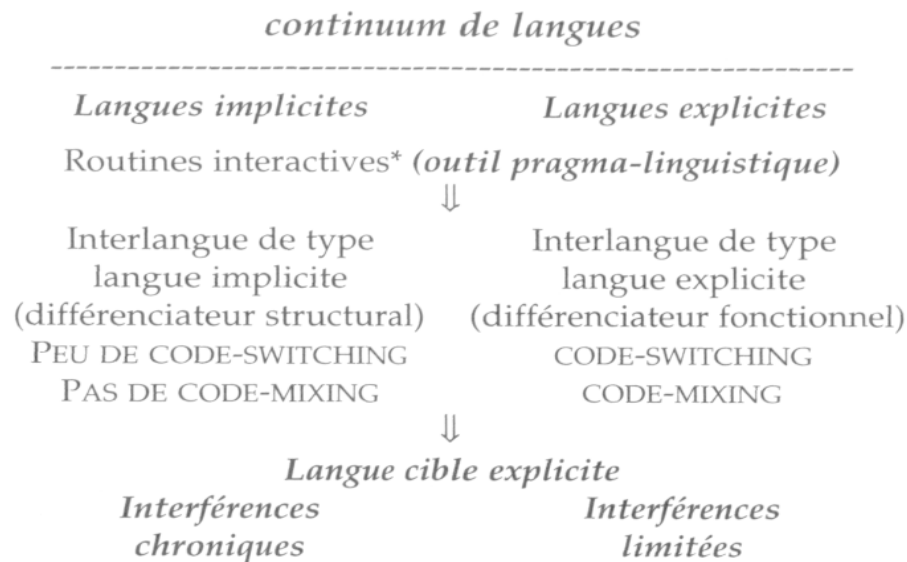 continuum de langues
Langues implicites Langues explicites
Routines interactives* (outil pragma-linguistique)
⇓
Interlangue de type Interlangue de type
langue implicite langue explicite
(différenciateur structural) (différenciateur fonctionnel)
PEU DE CODE-SWITCHING CODE-SWITCHING
PAS DE CODE-MIXING CODE-MIXING
⇓
Langue cible explicite
Interférences Interférences
chroniques limitées